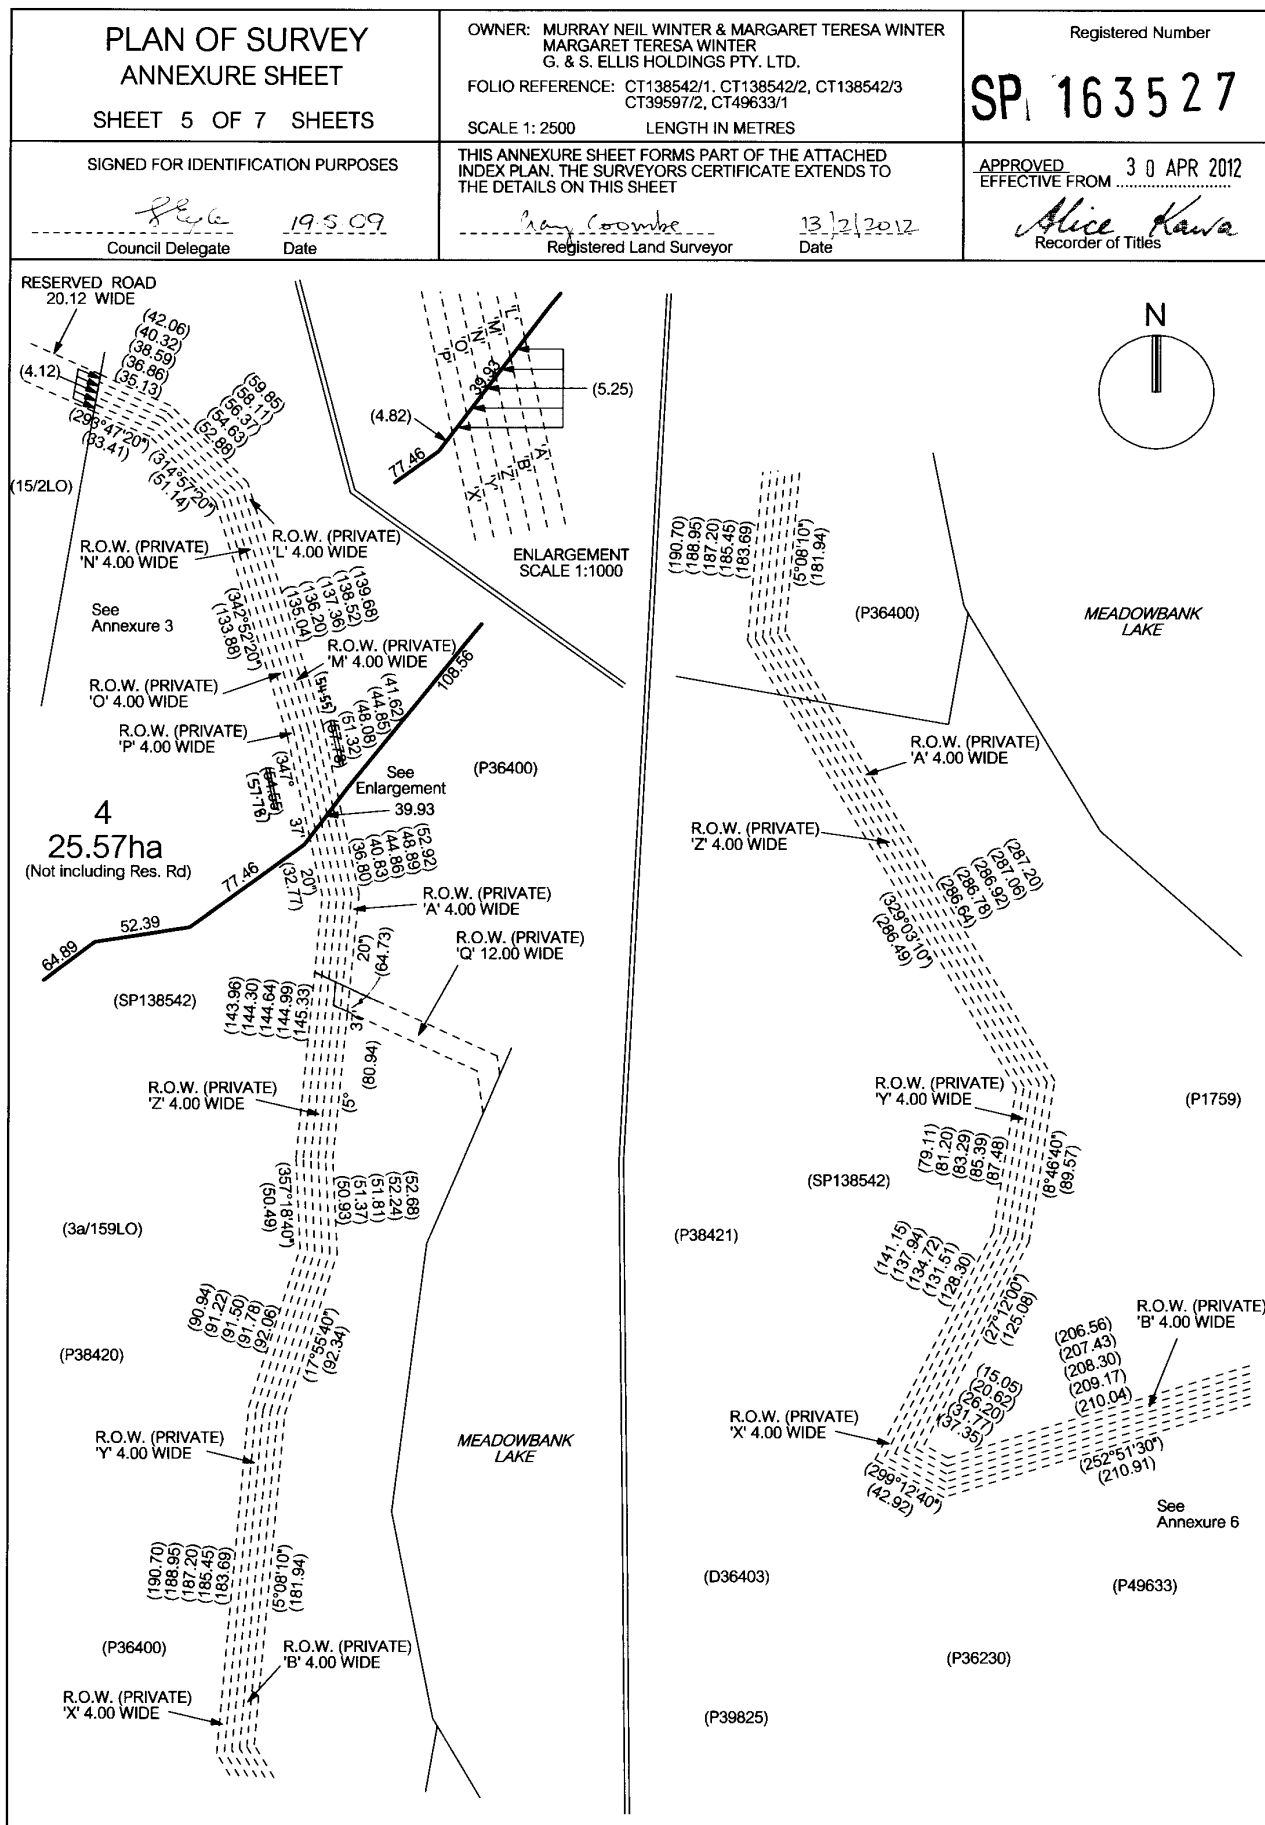 PLAN OF SURVEY
ANNEXURE SHEET
SHEET 5 OF 7 SHEETS
OWNER: MURRAY NEIL WINTER & MARGARET TERESA WINTER
MARGARET TERESA WINTER
G. & S. ELLIS HOLDINGS PTY. LTD.
FOLIO REFERENCE: CT138542/1, CT138542/2, CT138542/3
CT39597/2, CT49633/1
SCALE 1: 2500 LENGTH IN METRES
Registered Number
SP 163527
SIGNED FOR IDENTIFICATION PURPOSES
19.5.09
Council Delegate Date
THIS ANNEXURE SHEET FORMS PART OF THE ATTACHED
INDEX PLAN. THE SURVEYORS CERTIFICATE EXTENDS TO
THE DETAILS ON THIS SHEET
Coombe 13/2/2012
Registered Land Surveyor Date
APPROVED
EFFECTIVE FROM 30 APR 2012
Alice Kawa
Recorder of Titles
RESERVED ROAD
20.12 WIDE
(42.06)
(40.32)
(38.59)
(36.86)
(35.13)
(4.12)
(293°47'20")
(33.41)
(59.85)
(58.11)
(56.37)
(54.63)
(52.88)
(314°57'20")
(51.14)
(15/2LO)
R.O.W. (PRIVATE)
'N' 4.00 WIDE
R.O.W. (PRIVATE)
'L' 4.00 WIDE
See
Annexure 3
(342°52'20")
(133.88)
(139.68)
(138.52)
(137.36)
(136.20)
(135.04)
R.O.W. (PRIVATE)
'M' 4.00 WIDE
R.O.W. (PRIVATE)
'O' 4.00 WIDE
R.O.W. (PRIVATE)
'P' 4.00 WIDE
(41.62)
(44.85)
(48.08)
(51.32)
(57.78)
(54.55)
108.56
(347° 37' 20")
(54.55)
(57.78)
See
Enlargement
39.93
(P36400)
4
25.57ha
(Not including Res. Rd)
77.46
52.39
64.89
(32.77)
(52.92)
(48.89)
(44.86)
(40.83)
(36.80)
R.O.W. (PRIVATE)
'A' 4.00 WIDE
R.O.W. (PRIVATE)
'Q' 12.00 WIDE
(64.73)
(5° 37' 20")
(80.94)
(SP138542)
(143.96)
(144.30)
(144.64)
(144.99)
(145.33)
R.O.W. (PRIVATE)
'Z' 4.00 WIDE
(357°18'40")
(50.49)
(52.68)
(52.24)
(51.81)
(51.37)
(50.93)
(3a/159LO)
(90.94)
(91.22)
(91.50)
(91.78)
(92.06)
(17°55'40")
(92.34)
(P38420)
R.O.W. (PRIVATE)
'Y' 4.00 WIDE
MEADOWBANK
LAKE
(190.70)
(188.95)
(187.20)
(185.45)
(183.69)
(5°08'10")
(181.94)
(P36400)
R.O.W. (PRIVATE)
'B' 4.00 WIDE
R.O.W. (PRIVATE)
'X' 4.00 WIDE
'L'
'M'
'N'
'O'
'P'
39.93
(5.25)
(4.82)
77.46
'A'
'B'
'Z'
'Y'
'X'
ENLARGEMENT
SCALE 1:1000
N
(190.70)
(188.95)
(187.20)
(185.45)
(183.69)
(5°08'10")
(181.94)
(P36400)
MEADOWBANK
LAKE
R.O.W. (PRIVATE)
'A' 4.00 WIDE
R.O.W. (PRIVATE)
'Z' 4.00 WIDE
(287.20)
(287.06)
(286.92)
(286.78)
(286.64)
(329°03'10")
(286.49)
R.O.W. (PRIVATE)
'Y' 4.00 WIDE
(P1759)
(79.11)
(81.20)
(83.29)
(85.39)
(87.48)
(8°46'40")
(89.57)
(SP138542)
(P38421)
(141.15)
(137.94)
(134.72)
(131.51)
(128.30)
(27°12'00")
(125.08)
R.O.W. (PRIVATE)
'B' 4.00 WIDE
(206.56)
(207.43)
(208.30)
(209.17)
(210.04)
(15.05)
(20.62)
(26.20)
(31.77)
(37.35)
R.O.W. (PRIVATE)
'X' 4.00 WIDE
(299°12'40")
(42.92)
(252°51'30")
(210.91)
See
Annexure 6
(D36403)
(P49633)
(P36230)
(P39825)